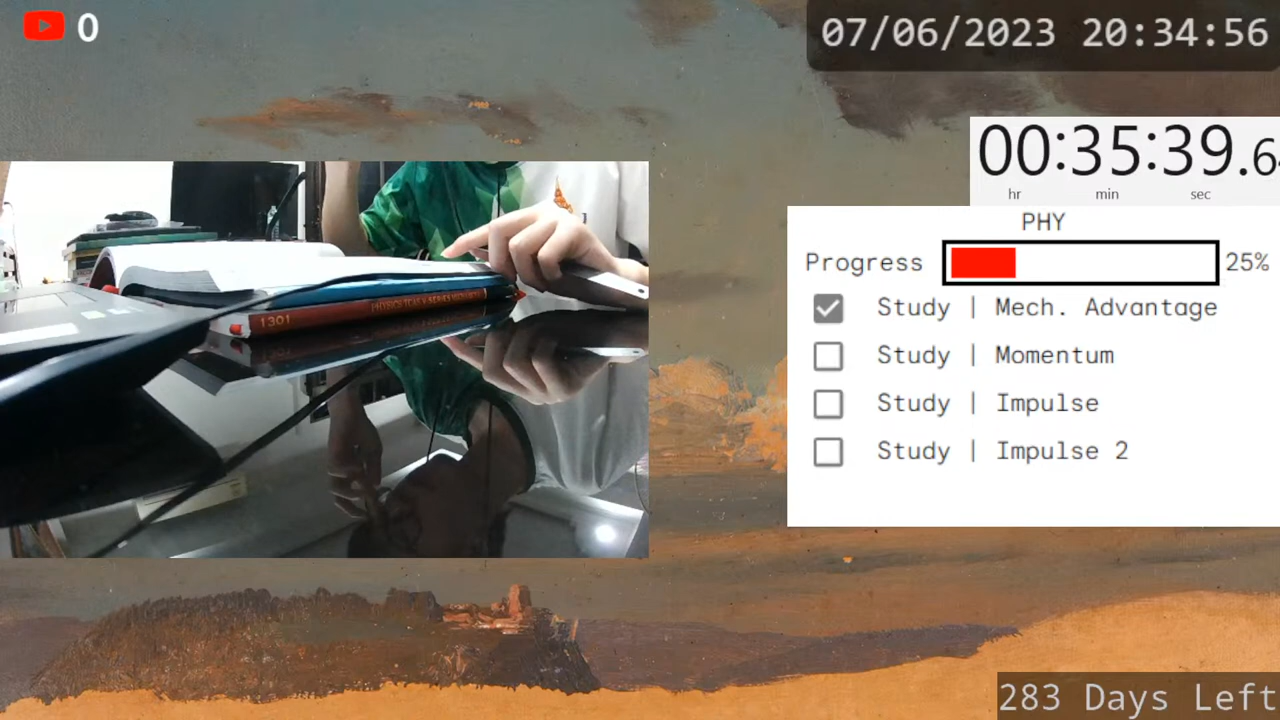 0
07/06/2023 20:34:56
00:35:39.6
hr min sec
PHY
Progress 25%
Study | Mech. Advantage
Study | Momentum
Study | Impulse
Study | Impulse 2
1301
283 Days Left